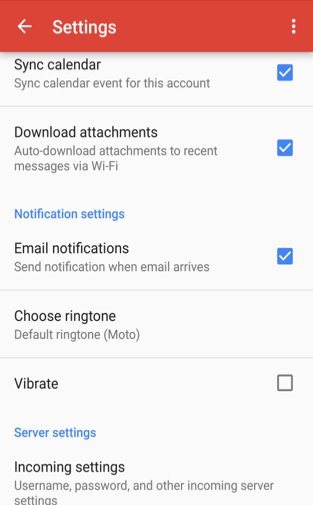 Settings
Sync calendar
Sync calendar event for this account
Download attachments
Auto-download attachments to recent
messages via Wi-Fi
Notification settings
Email notifications
Send notification when email arrives
Choose ringtone
Default ringtone (Moto)
Vibrate
Server settings
Incoming settings
Username, password, and other incoming server
settings